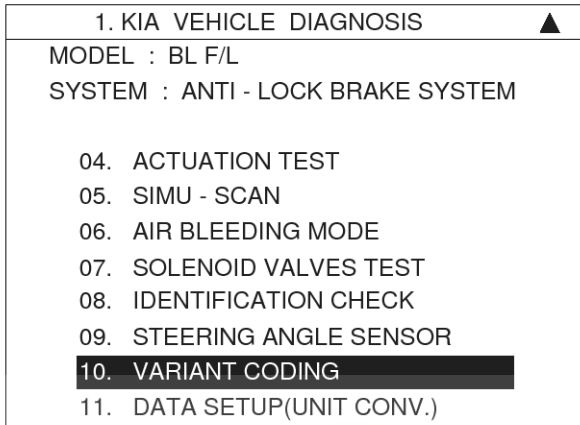 1. KIA VEHICLE DIAGNOSIS ▲
MODEL : BL F/L
SYSTEM : ANTI - LOCK BRAKE SYSTEM
04. ACTUATION TEST
05. SIMU - SCAN
06. AIR BLEEDING MODE
07. SOLENOID VALVES TEST
08. IDENTIFICATION CHECK
09. STEERING ANGLE SENSOR
10. VARIANT CODING
11. DATA SETUP(UNIT CONV.)